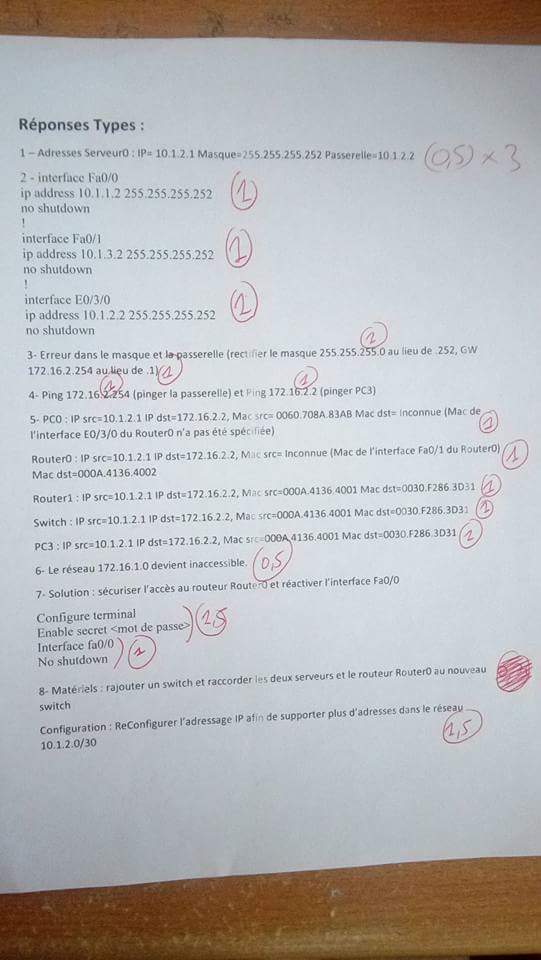 Réponses Types :
1 – Adresses Serveur0 : IP= 10.1.2.1 Masque=255.255.255.252 Passerelle=10.1.2.2 (0,5) × 3
2 - interface Fa0/0
ip address 10.1.1.2 255.255.255.252 1
no shutdown
!
interface Fa0/1
ip address 10.1.3.2 255.255.255.252 1
no shutdown
!
interface E0/3/0
ip address 10.1.2.2 255.255.255.252 1
no shutdown
1
3- Erreur dans le masque et la passerelle (rectifier le masque 255.255.255.0 au lieu de .252, GW
172.16.2.254 au lieu de .1) 1
1 1
4- Ping 172.16.2.254 (pinger la passerelle) et Ping 172.16.2.2 (pinger PC3)
5- PC0 : IP src=10.1.2.1 IP dst=172.16.2.2, Mac src= 0060.708A.83AB Mac dst= inconnue (Mac de
l'interface E0/3/0 du Router0 n'a pas été spécifiée) 1
Router0 : IP src=10.1.2.1 IP dst=172.16.2.2, Mac src= Inconnue (Mac de l'interface Fa0/1 du Router0) 1
Mac dst=000A.4136.4002
Router1 : IP src=10.1.2.1 IP dst=172.16.2.2, Mac src=000A.4136.4001 Mac dst=0030.F286.3D31 1
Switch : IP src=10.1.2.1 IP dst=172.16.2.2, Mac src=000A.4136.4001 Mac dst=0030.F286.3D31 1
PC3 : IP src=10.1.2.1 IP dst=172.16.2.2, Mac src=000A.4136.4001 Mac dst=0030.F286.3D31 1
6- Le réseau 172.16.1.0 devient inaccessible. 0,5
7- Solution : sécuriser l'accès au routeur Router0 et réactiver l'interface Fa0/0
Configure terminal
Enable secret <mot de passe> 1,5
Interface fa0/0
No shutdown 1
8- Matériels : rajouter un switch et raccorder les deux serveurs et le routeur Router0 au nouveau
switch
Configuration : ReConfigurer l'adressage IP afin de supporter plus d'adresses dans le réseau
10.1.2.0/30 1,5